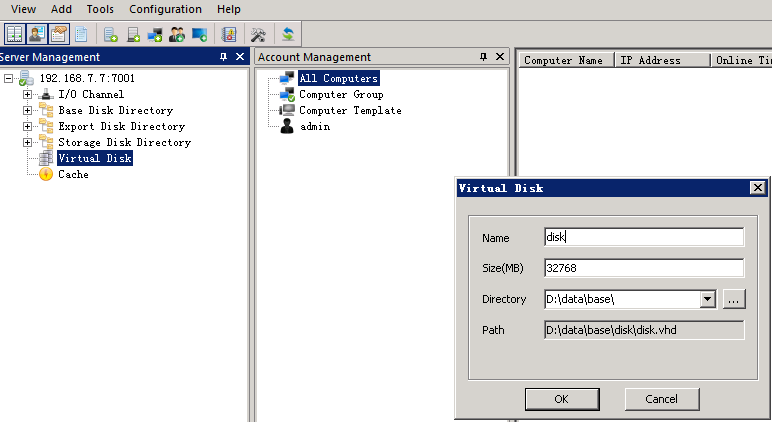 View Add Tools Configuration Help
Server Management
192.168.7.7:7001
I/O Channel
Base Disk Directory
Export Disk Directory
Storage Disk Directory
Virtual Disk
Cache
Account Management
All Computers
Computer Group
Computer Template
admin
Computer Name IP Address Online Ti
Virtual Disk
Name disk
Size(MB) 32768
Directory D:\data\base\ ...
Path D:\data\base\disk\disk.vhd
OK Cancel